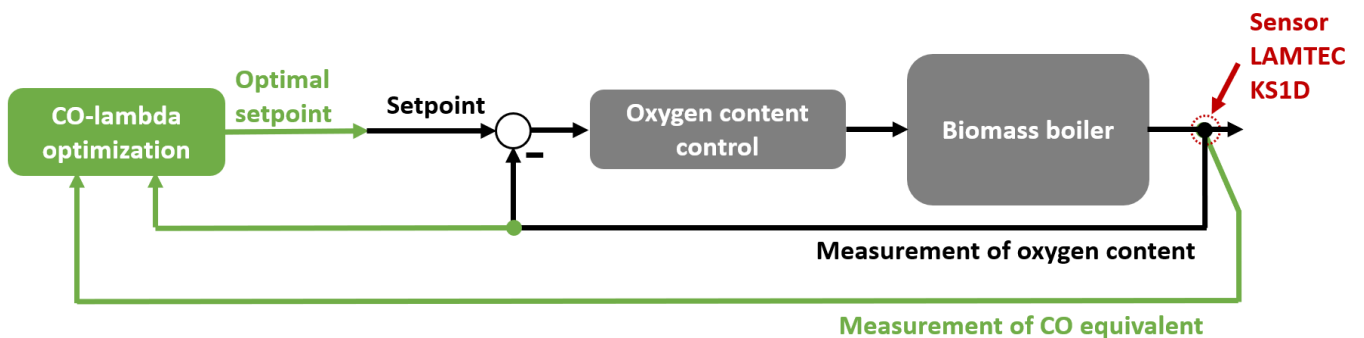 Sensor
LAMTEC
KS1D
Optimal
setpoint
Setpoint
CO-lambda
optimization
Oxygen content
control
Biomass boiler
Measurement of oxygen content
Measurement of CO equivalent